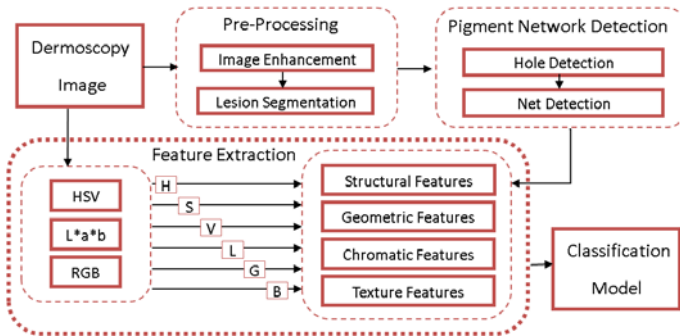 Dermoscopy
Image
Pre-Processing
Image Enhancement
Lesion Segmentation
Pigment Network Detection
Hole Detection
Net Detection
Feature Extraction
HSV
L*a*b
RGB
H
S
V
L
G
B
Structural Features
Geometric Features
Chromatic Features
Texture Features
Classification
Model